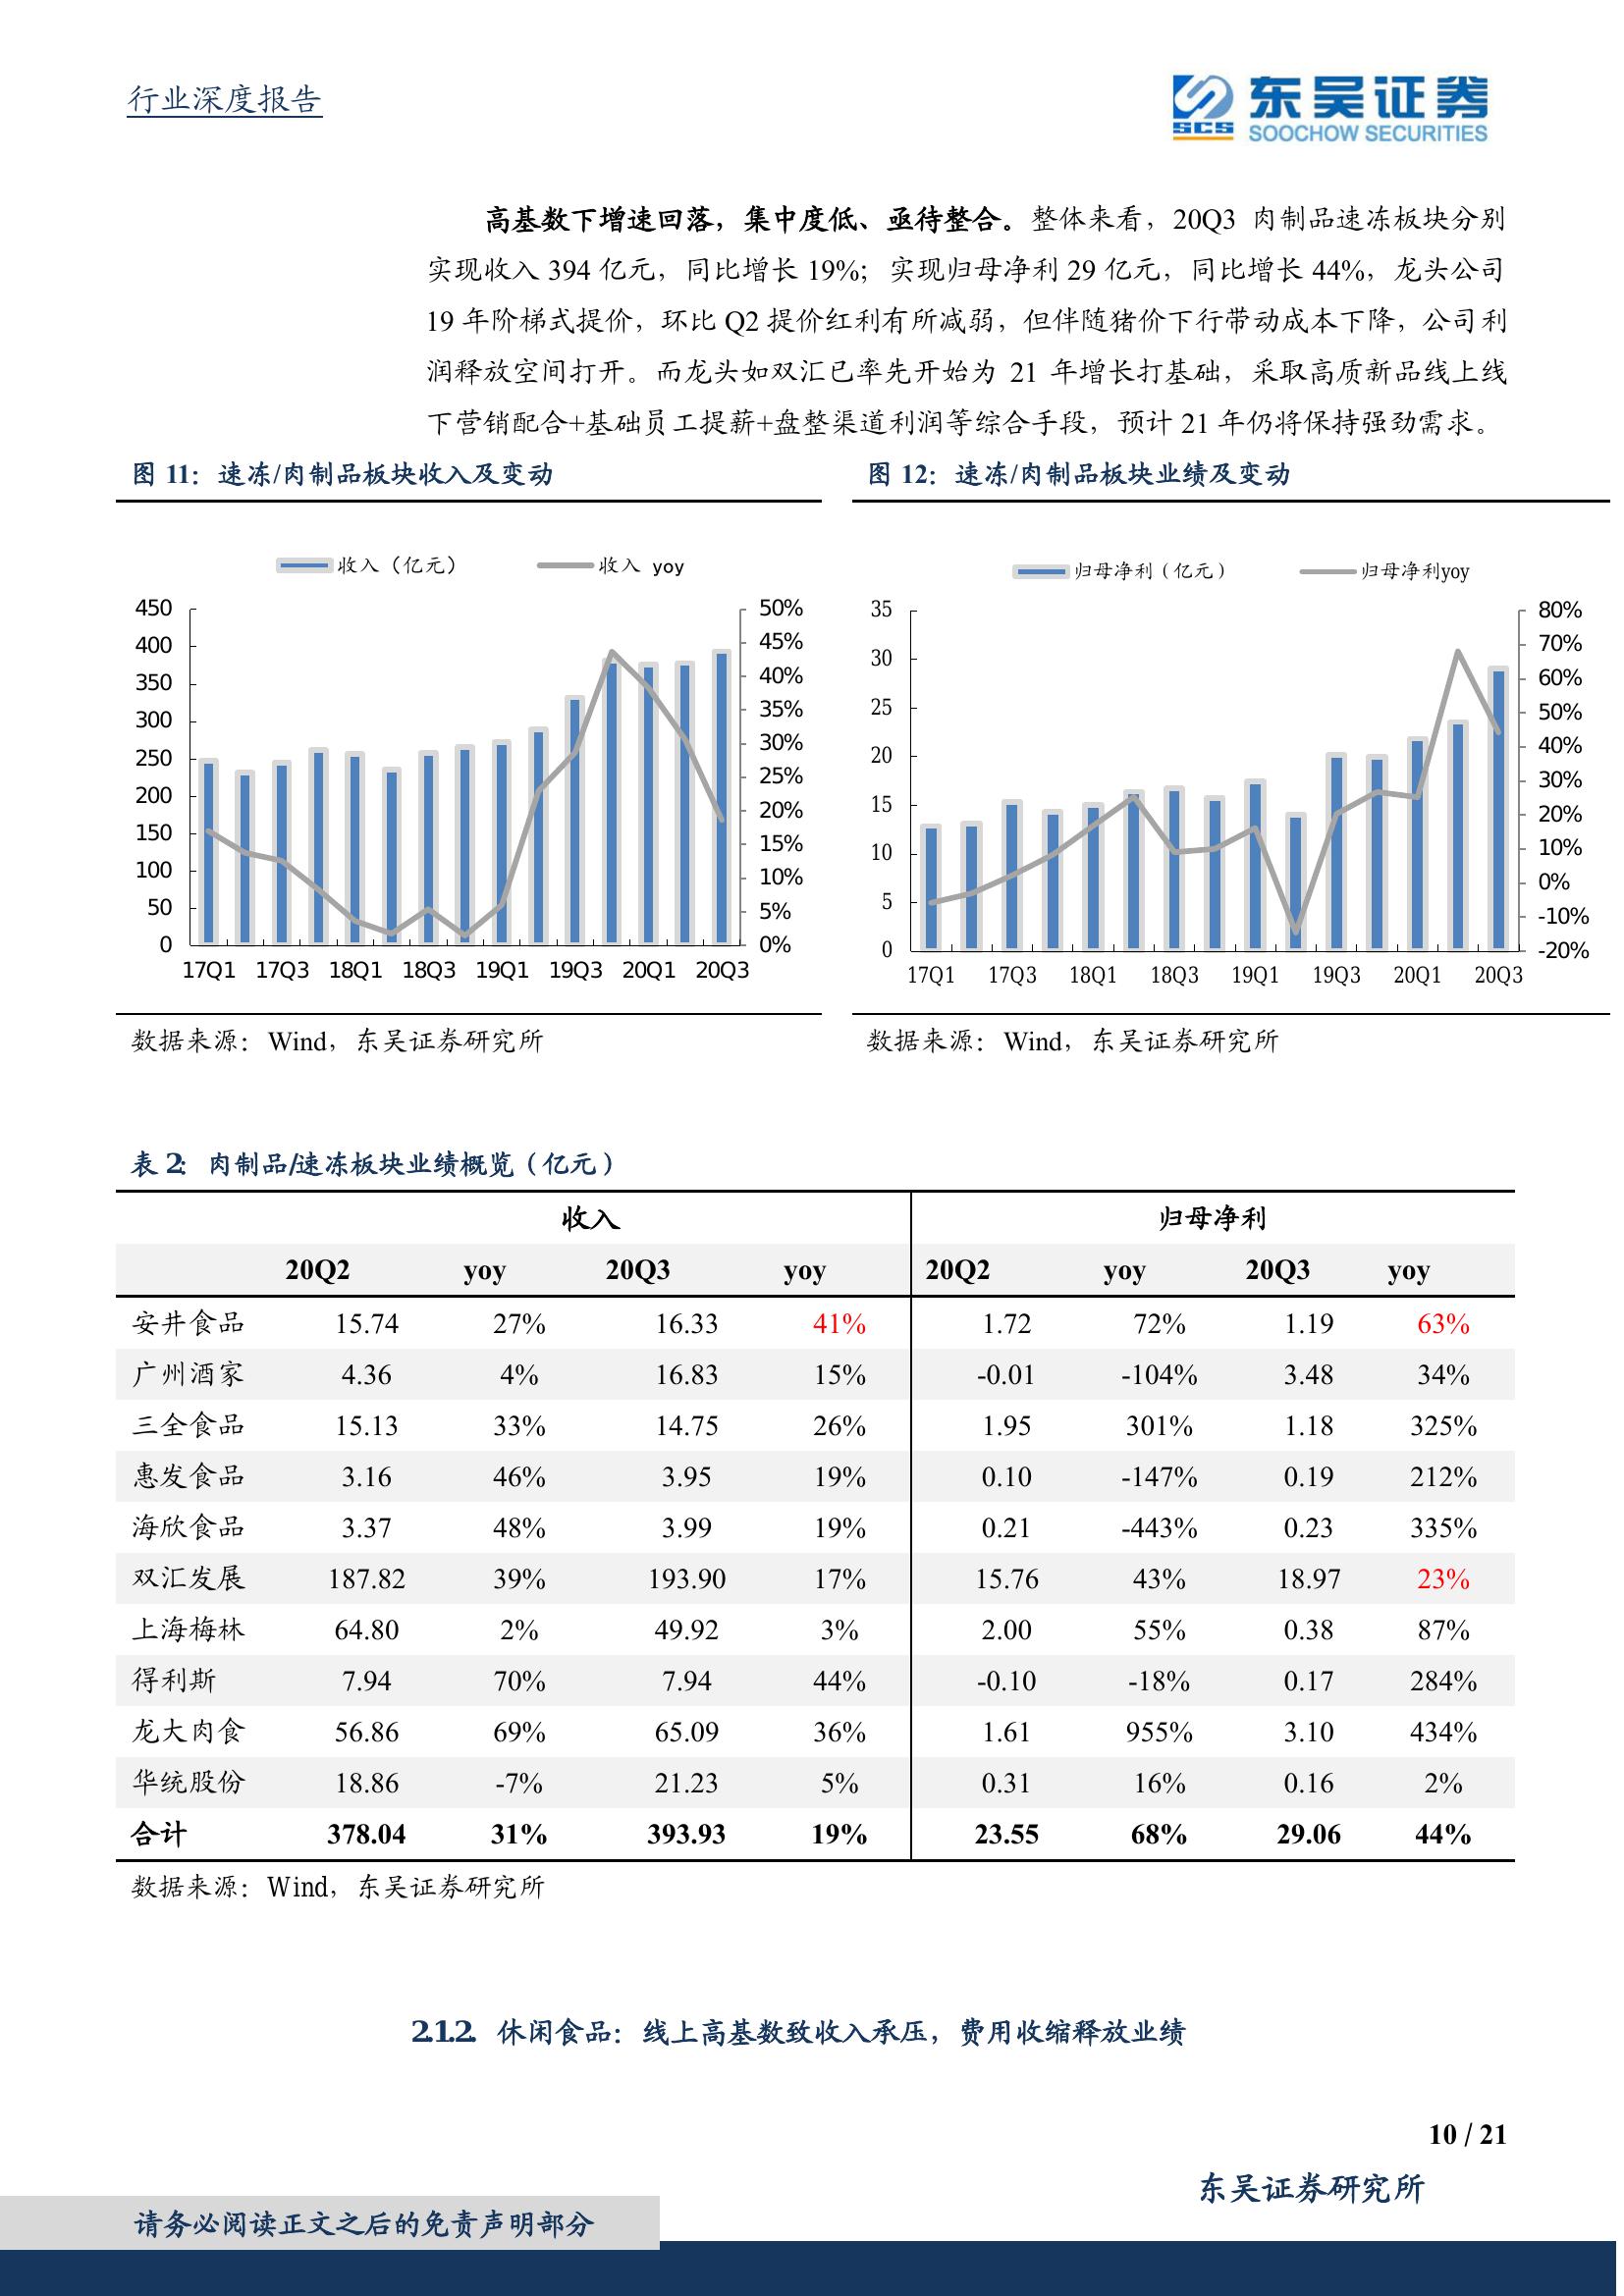 行业深度报告
SCS 东吴证券
SOOCHOW SECURITIES
高基数下增速回落，集中度低、亟待整合。整体来看，20Q3 肉制品速冻板块分别
实现收入 394 亿元，同比增长 19%；实现归母净利 29 亿元，同比增长 44%，龙头公司
19 年阶梯式提价，环比 Q2 提价红利有所减弱，但伴随猪价下行带动成本下降，公司利
润释放空间打开。而龙头如双汇已率先开始为 21 年增长打基础，采取高质新品线上线
下营销配合+基础员工提薪+盘整渠道利润等综合手段，预计 21 年仍将保持强劲需求。
图 11：速冻/肉制品板块收入及变动
收入（亿元） 收入 yoy
450 50%
400 45%
350 40%
300 35%
250 30%
200 25%
150 20%
100 15%
50 10%
0 5%
0%
17Q1 17Q3 18Q1 18Q3 19Q1 19Q3 20Q1 20Q3
数据来源：Wind，东吴证券研究所
图 12：速冻/肉制品板块业绩及变动
归母净利（亿元） 归母净利yoy
35 80%
30 70%
25 60%
20 50%
15 40%
10 30%
5 20%
0 10%
0%
-10%
-20%
17Q1 17Q3 18Q1 18Q3 19Q1 19Q3 20Q1 20Q3
数据来源：Wind，东吴证券研究所
表 2：肉制品/速冻板块业绩概览（亿元）
收入 归母净利
20Q2 yoy 20Q3 yoy 20Q2 yoy 20Q3 yoy
安井食品 15.74 27% 16.33 41% 1.72 72% 1.19 63%
广州酒家 4.36 4% 16.83 15% -0.01 -104% 3.48 34%
三全食品 15.13 33% 14.75 26% 1.95 301% 1.18 325%
惠发食品 3.16 46% 3.95 19% 0.10 -147% 0.19 212%
海欣食品 3.37 48% 3.99 19% 0.21 -443% 0.23 335%
双汇发展 187.82 39% 193.90 17% 15.76 43% 18.97 23%
上海梅林 64.80 2% 49.92 3% 2.00 55% 0.38 87%
得利斯 7.94 70% 7.94 44% -0.10 -18% 0.17 284%
龙大肉食 56.86 69% 65.09 36% 1.61 955% 3.10 434%
华统股份 18.86 -7% 21.23 5% 0.31 16% 0.16 2%
合计 378.04 31% 393.93 19% 23.55 68% 29.06 44%
数据来源：Wind，东吴证券研究所
2.1.2. 休闲食品：线上高基数致收入承压，费用收缩释放业绩
10 / 21
东吴证券研究所
请务必阅读正文之后的免责声明部分